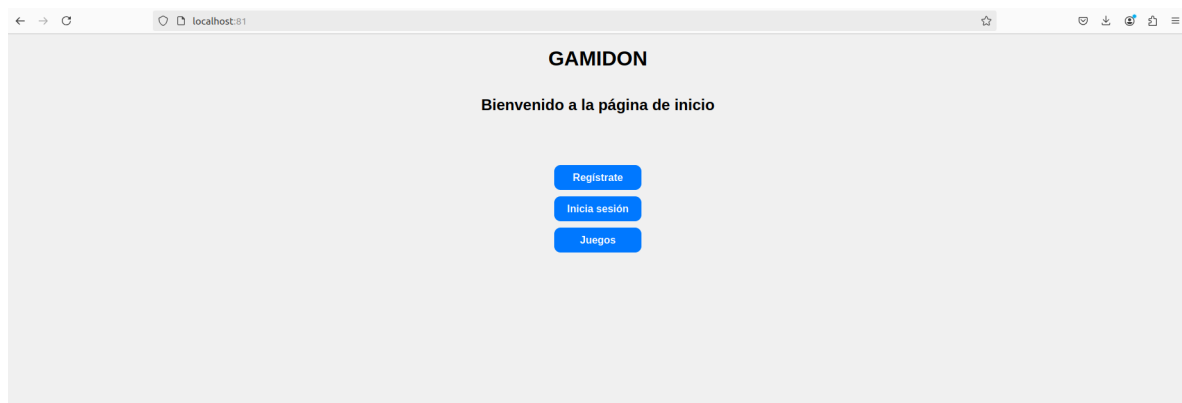 localhost:81
GAMIDON
Bienvenido a la página de inicio
Regístrate
Inicia sesión
Juegos